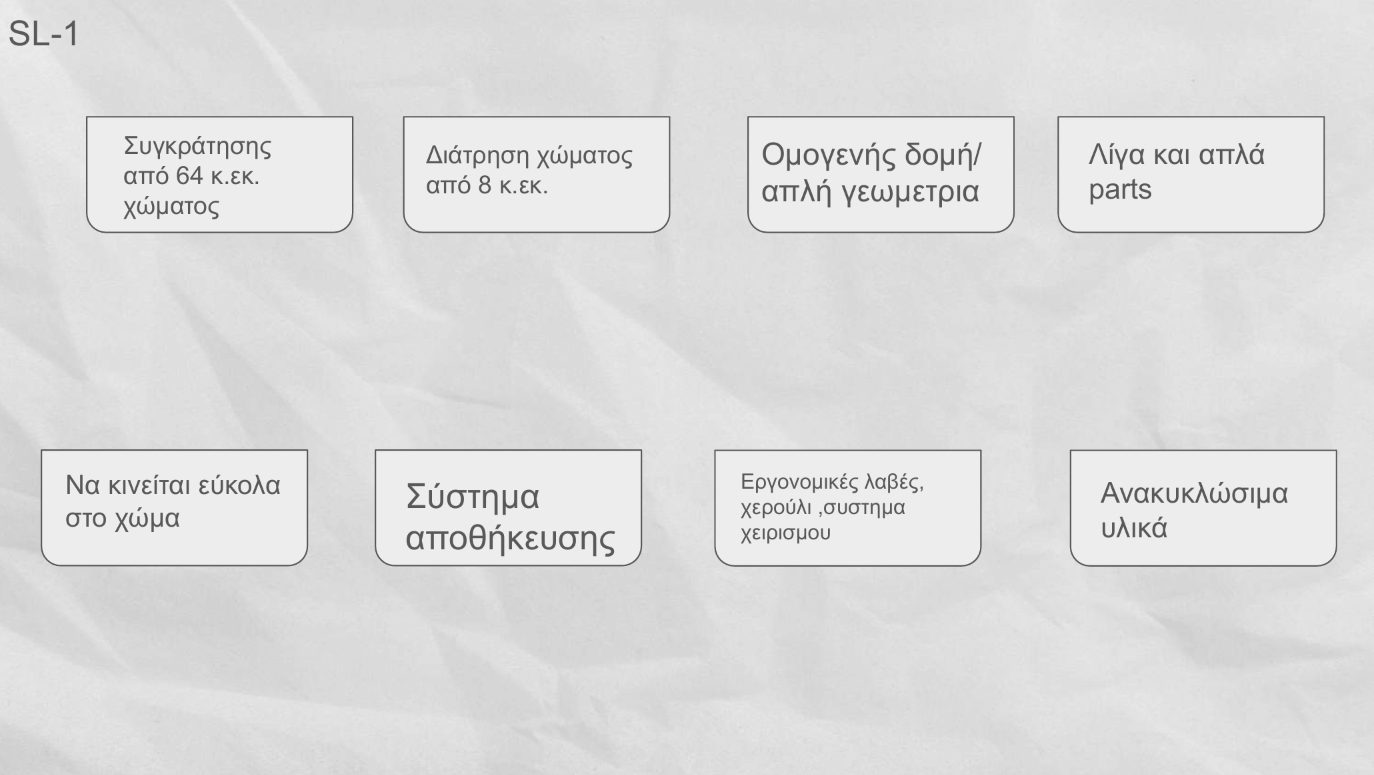 SL-1
Συγκράτησης
από 64 κ.εκ.
χώματος
Διάτρηση χώματος
από 8 κ.εκ.
Ομογενής δομή/
απλή γεωμετρια
Λίγα και απλά
parts
Να κινείται εύκολα
στο χώμα
Σύστημα
αποθήκευσης
Εργονομικές λαβές,
χερούλι ,συστημα
χειρισμου
Ανακυκλώσιμα
υλικά